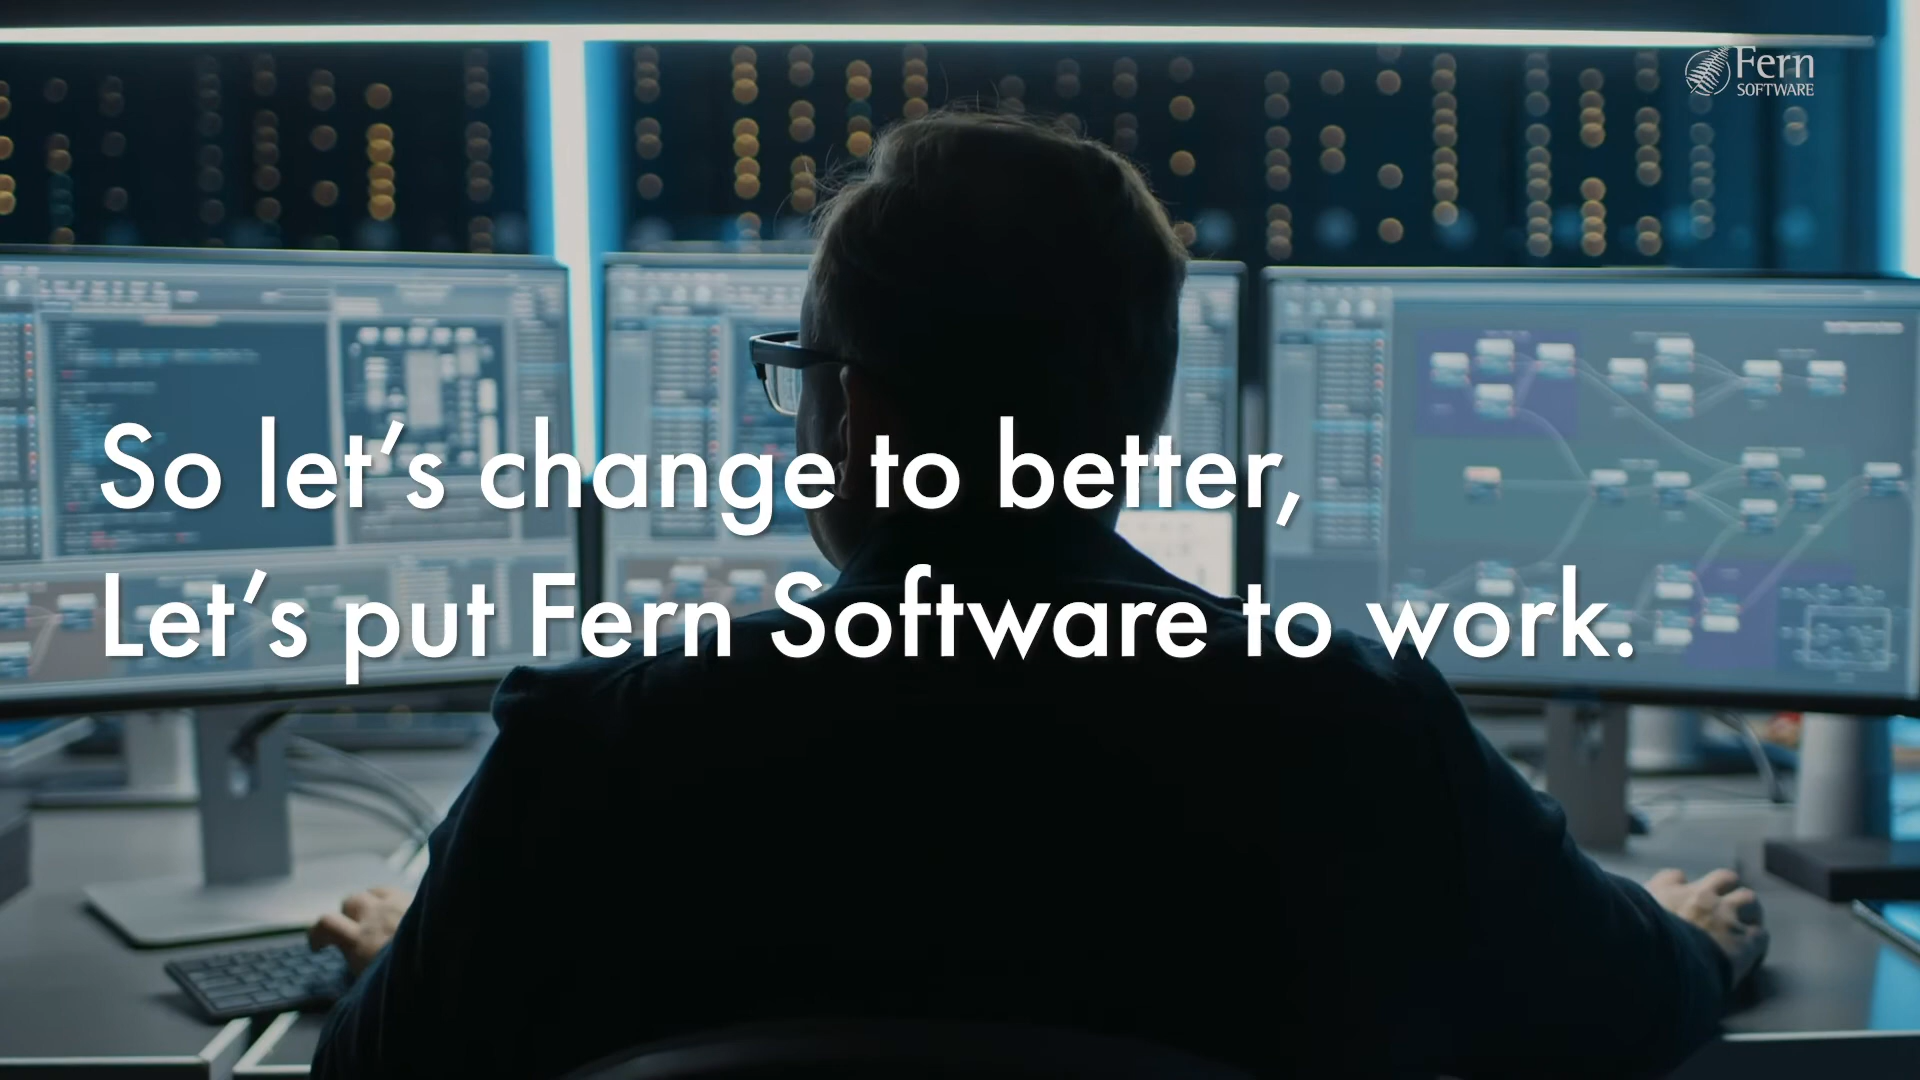 Fern
SOFTWARE
So let’s change to better,
Let’s put Fern Software to work.